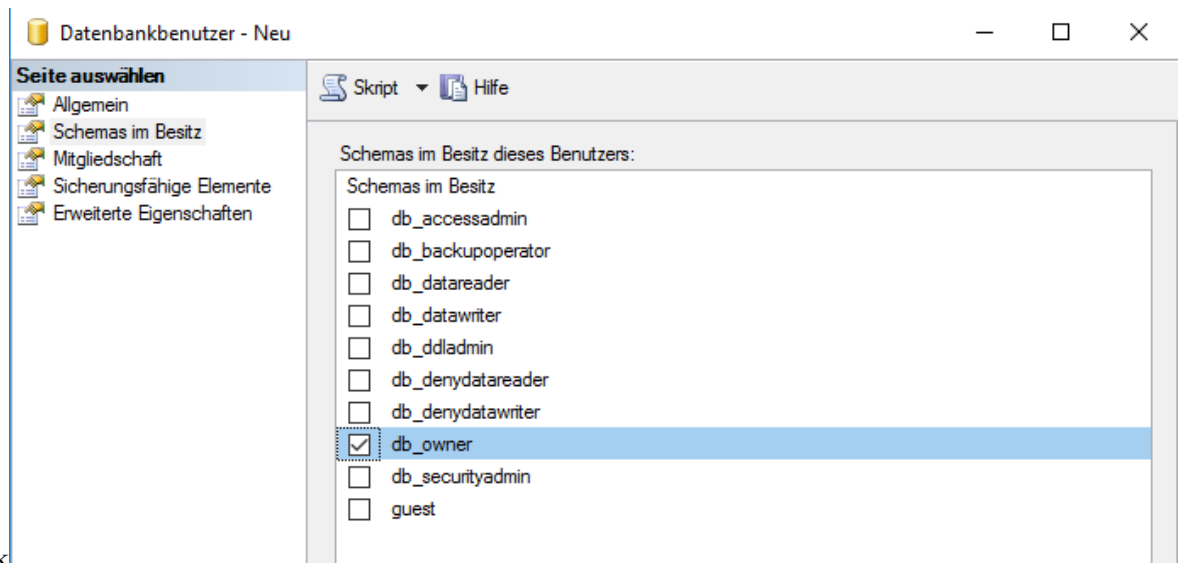 Datenbankbenutzer - Neu
Seite auswählen
Allgemein
Schemas im Besitz
Mitgliedschaft
Sicherungsfähige Elemente
Erweiterte Eigenschaften
Skript Hilfe
Schemas im Besitz dieses Benutzers:
Schemas im Besitz
db_accessadmin
db_backupoperator
db_datareader
db_datawriter
db_ddladmin
db_denydatareader
db_denydatawriter
db_owner
db_securityadmin
guest